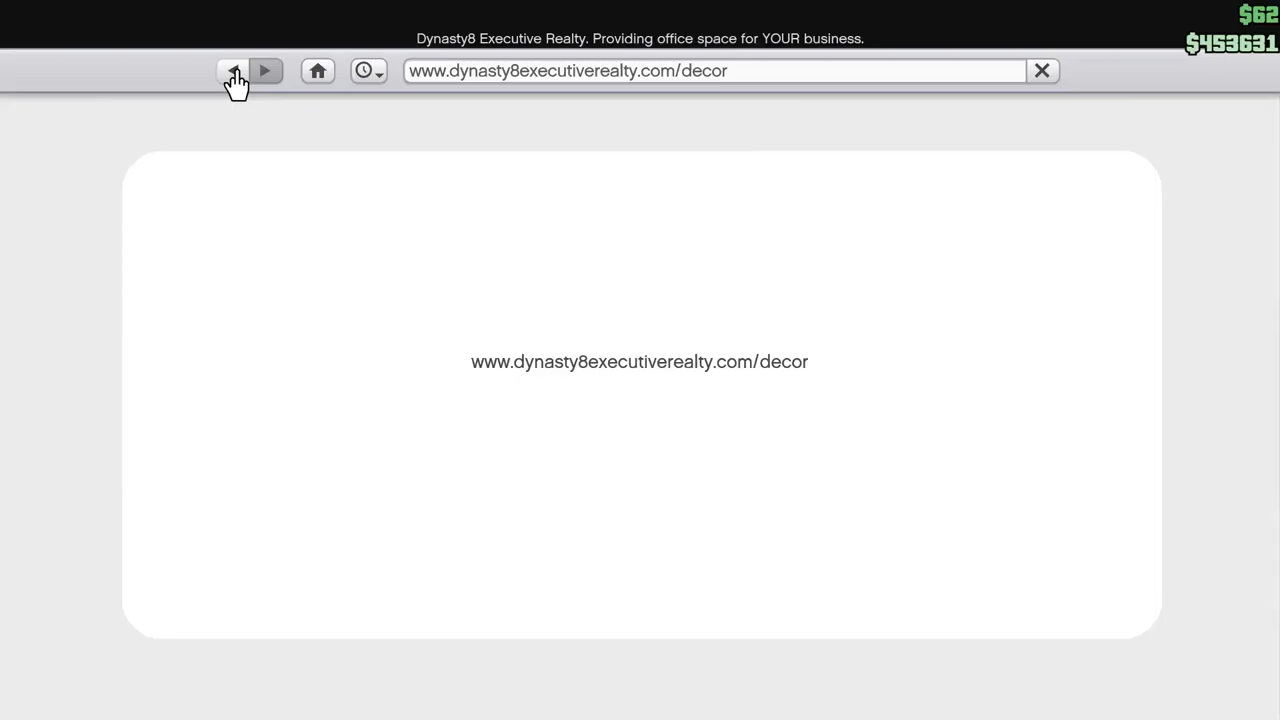 $62
Dynasty8 Executive Realty. Providing office space for YOUR business.
$453631
www.dynasty8executiverealty.com/decor
www.dynasty8executiverealty.com/decor